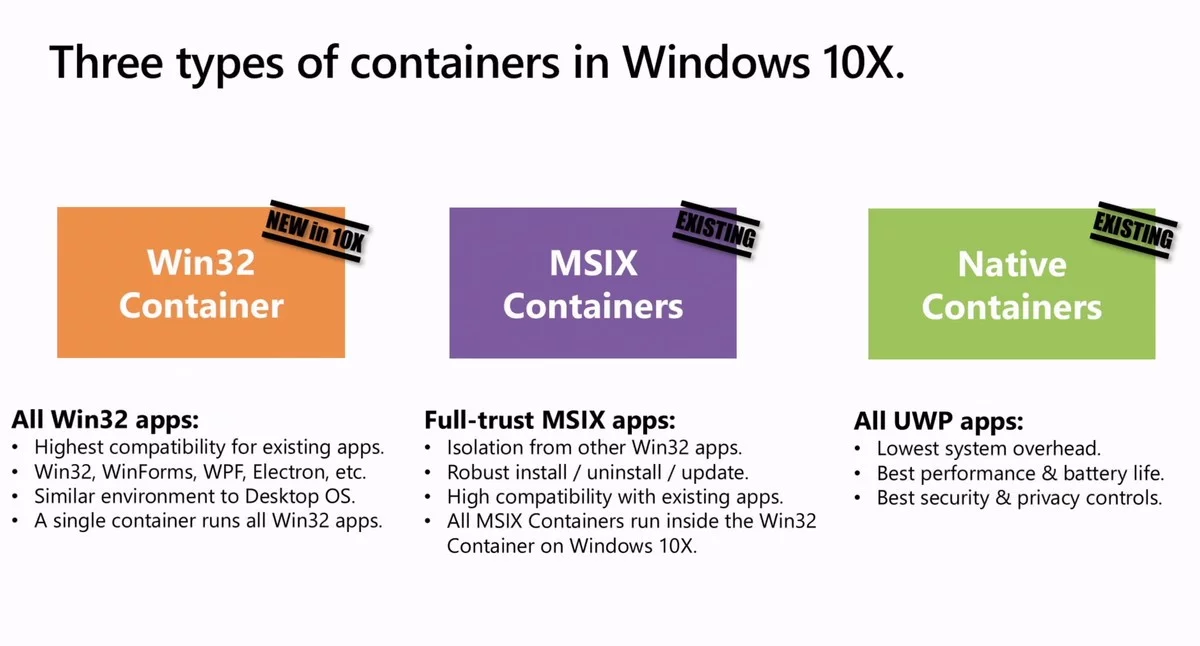 Three types of containers in Windows 10X.
NEW in 10X
Win32
Container
EXISTING
MSIX
Containers
EXISTING
Native
Containers
All Win32 apps:
• Highest compatibility for existing apps.
• Win32, WinForms, WPF, Electron, etc.
• Similar environment to Desktop OS.
• A single container runs all Win32 apps.
Full-trust MSIX apps:
• Isolation from other Win32 apps.
• Robust install / uninstall / update.
• High compatibility with existing apps.
• All MSIX Containers run inside the Win32
Container on Windows 10X.
All UWP apps:
• Lowest system overhead.
• Best performance & battery life.
• Best security & privacy controls.